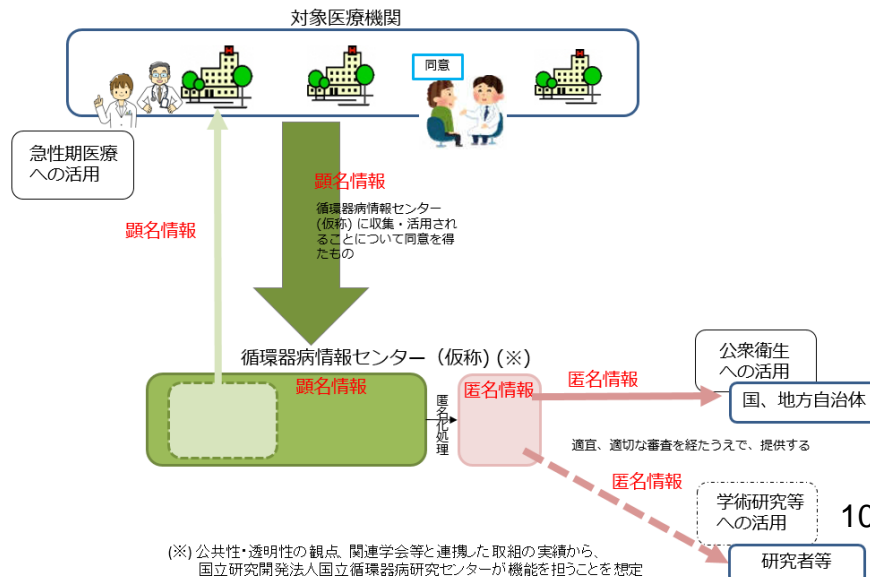 対象医療機関
同意
急性期医療
への活用
顕名情報
循環器病情報センター
(仮称) に収集・活用され
ることについて同意を得
たもの
顕名情報
循環器病情報センター（仮称) (※)
顕名情報
匿名化処理
匿名情報
匿名情報
公衆衛生
への活用
国、地方自治体
適宜、適切な審査を経たうえで、提供する
匿名情報
学術研究等
への活用
10
研究者等
(※) 公共性・透明性の観点、関連学会等と連携した取組の実績から、
国立研究開発法人国立循環器病研究センターが機能を担うことを想定